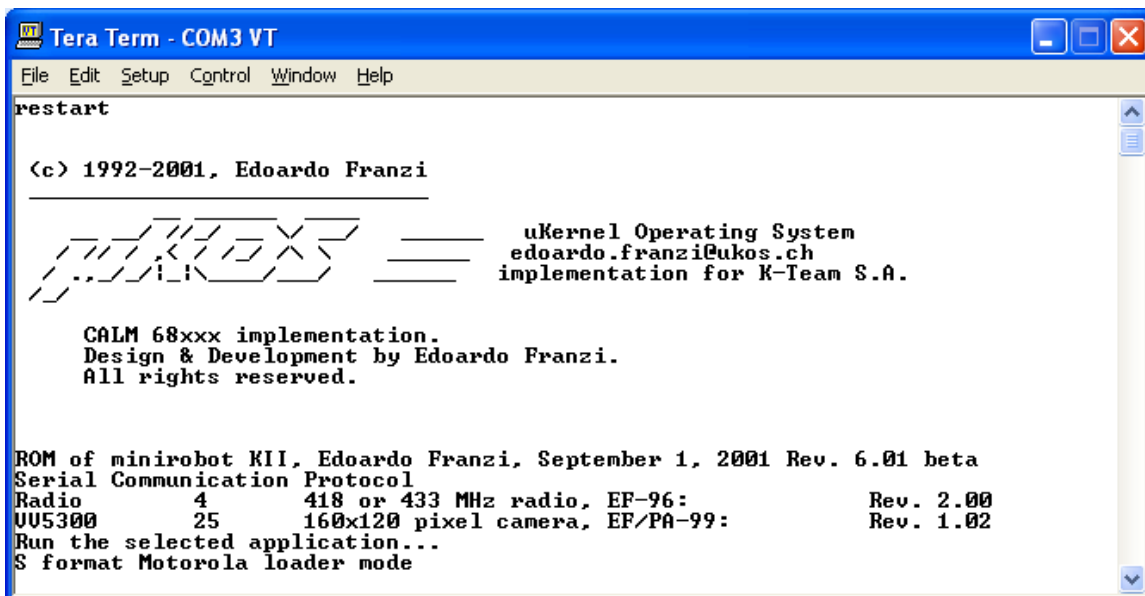 Tera Term - COM3 VT
File Edit Setup Control Window Help
restart
(c) 1992-2001, Edoardo Franzi
µKOS
uKernel Operating System
edoardo.franzi@ukos.ch
implementation for K-Team S.A.
CALM 68xxx implementation.
Design & Development by Edoardo Franzi.
All rights reserved.
ROM of minirobot KII, Edoardo Franzi, September 1, 2001 Rev. 6.01 beta
Serial Communication Protocol
Radio 4 418 or 433 MHz radio, EF-96: Rev. 2.00
VV5300 25 160x120 pixel camera, EF/PA-99: Rev. 1.02
Run the selected application...
S format Motorola loader mode